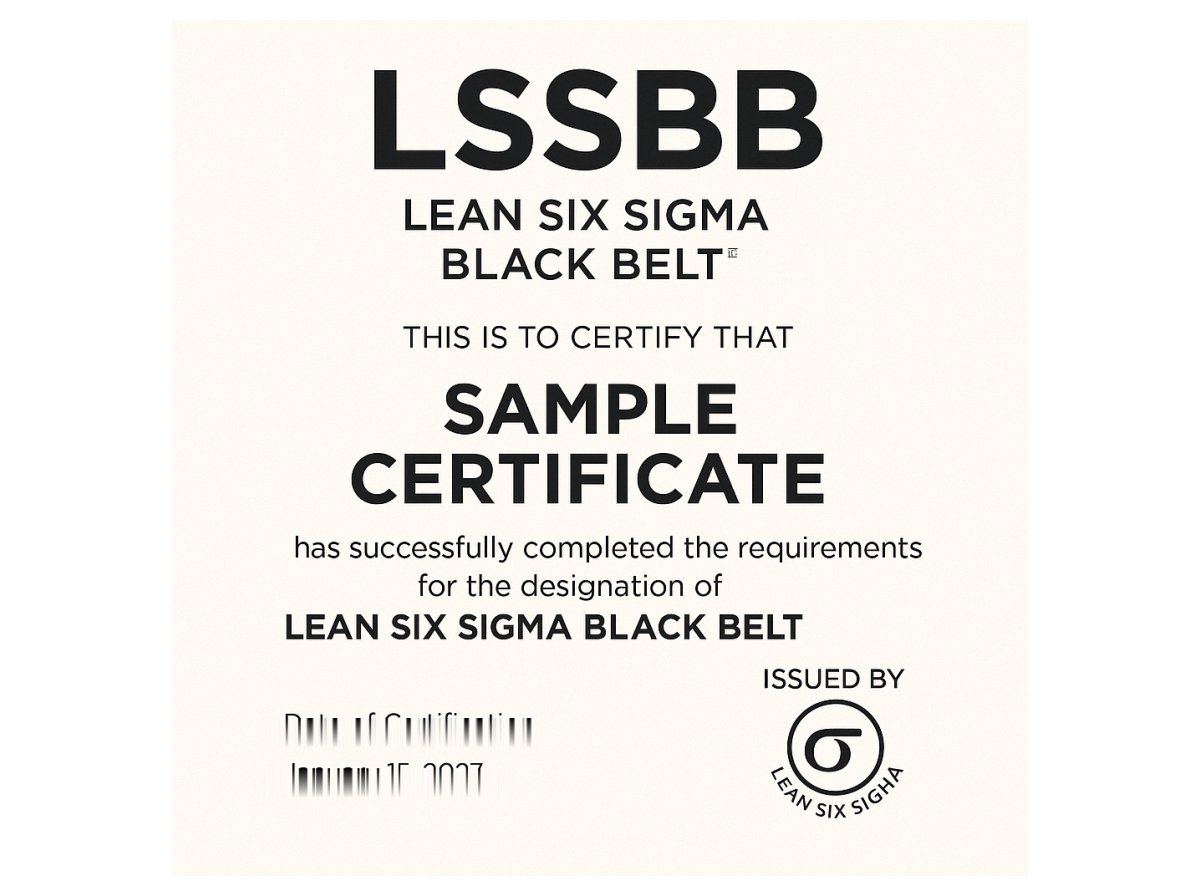 LSSBB
LEAN SIX SIGMA
BLACK BELT
THIS IS TO CERTIFY THAT
SAMPLE
CERTIFICATE
has successfully completed the requirements
for the designation of
LEAN SIX SIGMA BLACK BELT
ISSUED BY
σ
LEAN SIX SIGHA